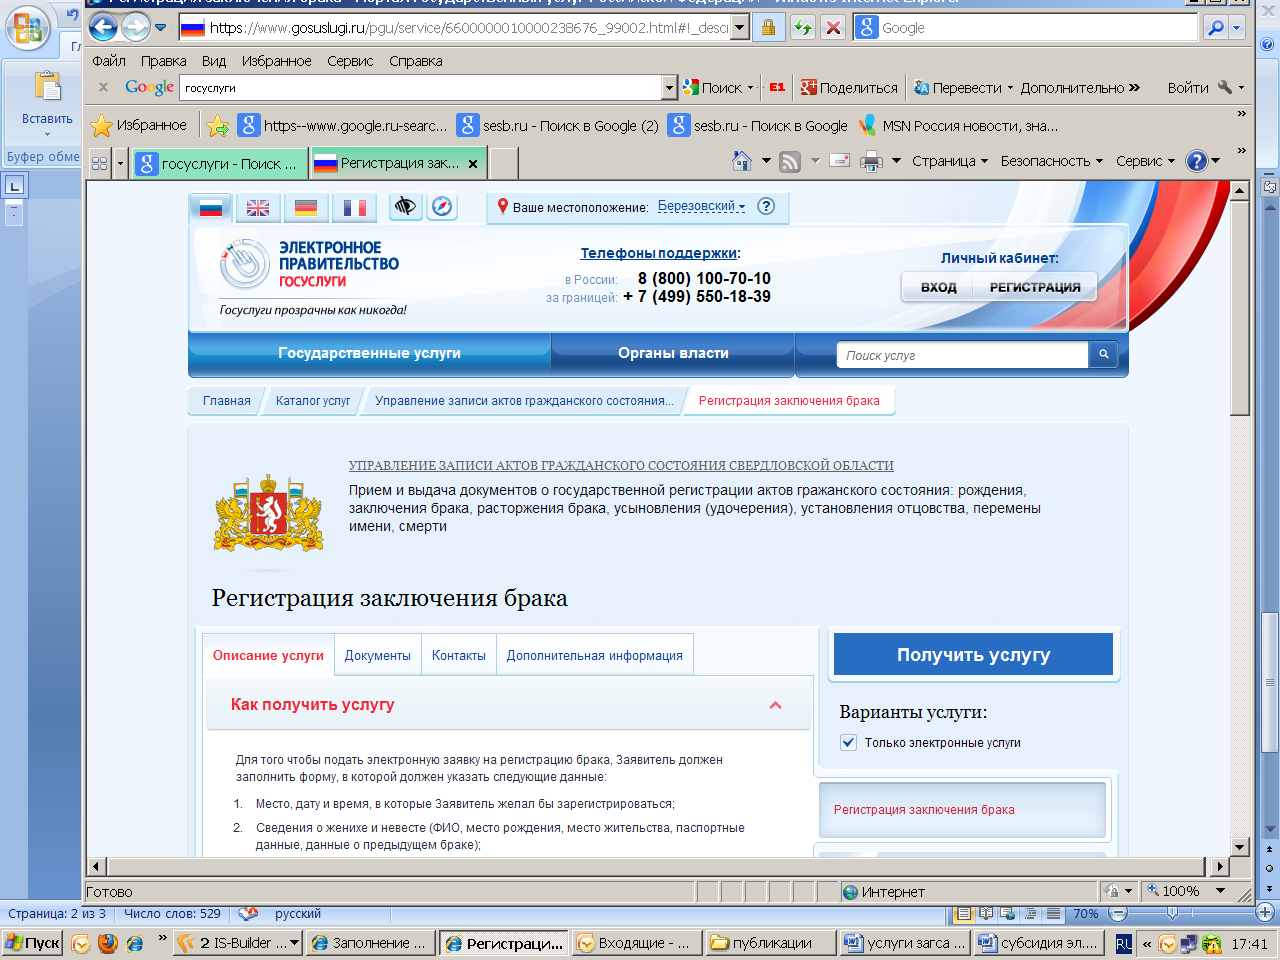 https://www.gosuslugi.ru/pgu/service/6600000010000238676_99002.html#!_desci
Google
Файл Правка Вид Избранное Сервис Справка
x Google госуслуги Поиск E1 Поделиться Перевести Дополнительно » Войти
Избранное https--www.google.ru-searc... sesb.ru - Поиск в Google (2) sesb.ru - Поиск в Google MSN Россия новости, зна... »
госуслуги - Поиск ... Регистрация зак... × Страница Безопасность Сервис »
Вставить
Буфер обме
Ваше местоположение: Березовский
ЭЛЕКТРОННОЕ
ПРАВИТЕЛЬСТВО
ГОСУСЛУГИ
Госуслуги прозрачны как никогда!
Телефоны поддержки:
в России: 8 (800) 100-70-10
за границей: + 7 (499) 550-18-39
Личный кабинет:
ВХОД РЕГИСТРАЦИЯ
Государственные услуги Органы власти Поиск услуг
Главная Каталог услуг Управление записи актов гражданского состояния... Регистрация заключения брака
УПРАВЛЕНИЕ ЗАПИСИ АКТОВ ГРАЖДАНСКОГО СОСТОЯНИЯ СВЕРДЛОВСКОЙ ОБЛАСТИ
Прием и выдача документов о государственной регистрации актов гражанского состояния: рождения,
заключения брака, расторжения брака, усыновления (удочерения), установления отцовства, перемены
имени, смерти
Регистрация заключения брака
Описание услуги Документы Контакты Дополнительная информация
Как получить услугу
Для того чтобы подать электронную заявку на регистрацию брака, Заявитель должен
заполнить форму, в которой должен указать следующие данные:
1. Место, дату и время, в которые Заявитель желал бы зарегистрироваться;
2. Сведения о женихе и невесте (ФИО, место рождения, место жительства, паспортные
данные, данные о предыдущем браке);
Получить услугу
Варианты услуги:
Только электронные услуги
Регистрация заключения брака
Готово Интернет 100%
Страница: 2 из 3 Число слов: 529 русский 70%
Пуск » 2 IS-Builder Заполнение ... Регистраци... Входящие - ... публикации услуги загса ... субсидия эл.... RU « 17:41